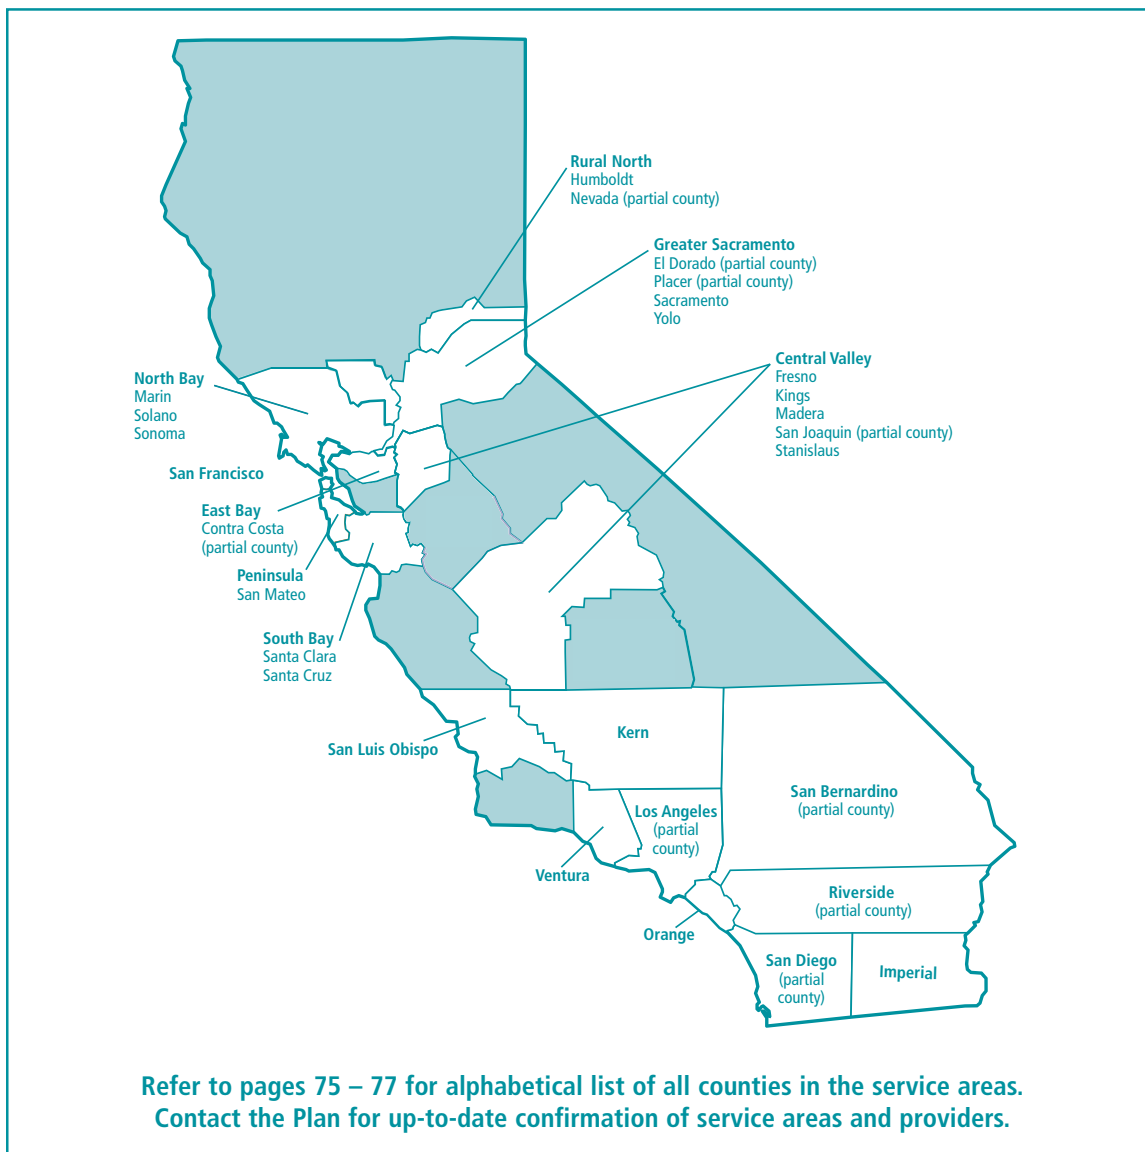 Rural North
Humboldt
Nevada (partial county)
Greater Sacramento
El Dorado (partial county)
Placer (partial county)
Sacramento
Yolo
Central Valley
Fresno
Kings
Madera
San Joaquin (partial county)
Stanislaus
North Bay
Marin
Solano
Sonoma
San Francisco
East Bay
Contra Costa
(partial county)
Peninsula
San Mateo
South Bay
Santa Clara
Santa Cruz
San Luis Obispo
Kern
San Bernardino
(partial county)
Los Angeles
(partial
county)
Ventura
Riverside
(partial county)
Orange
San Diego
(partial
county)
Imperial
Refer to pages 75 – 77 for alphabetical list of all counties in the service areas.
Contact the Plan for up-to-date confirmation of service areas and providers.